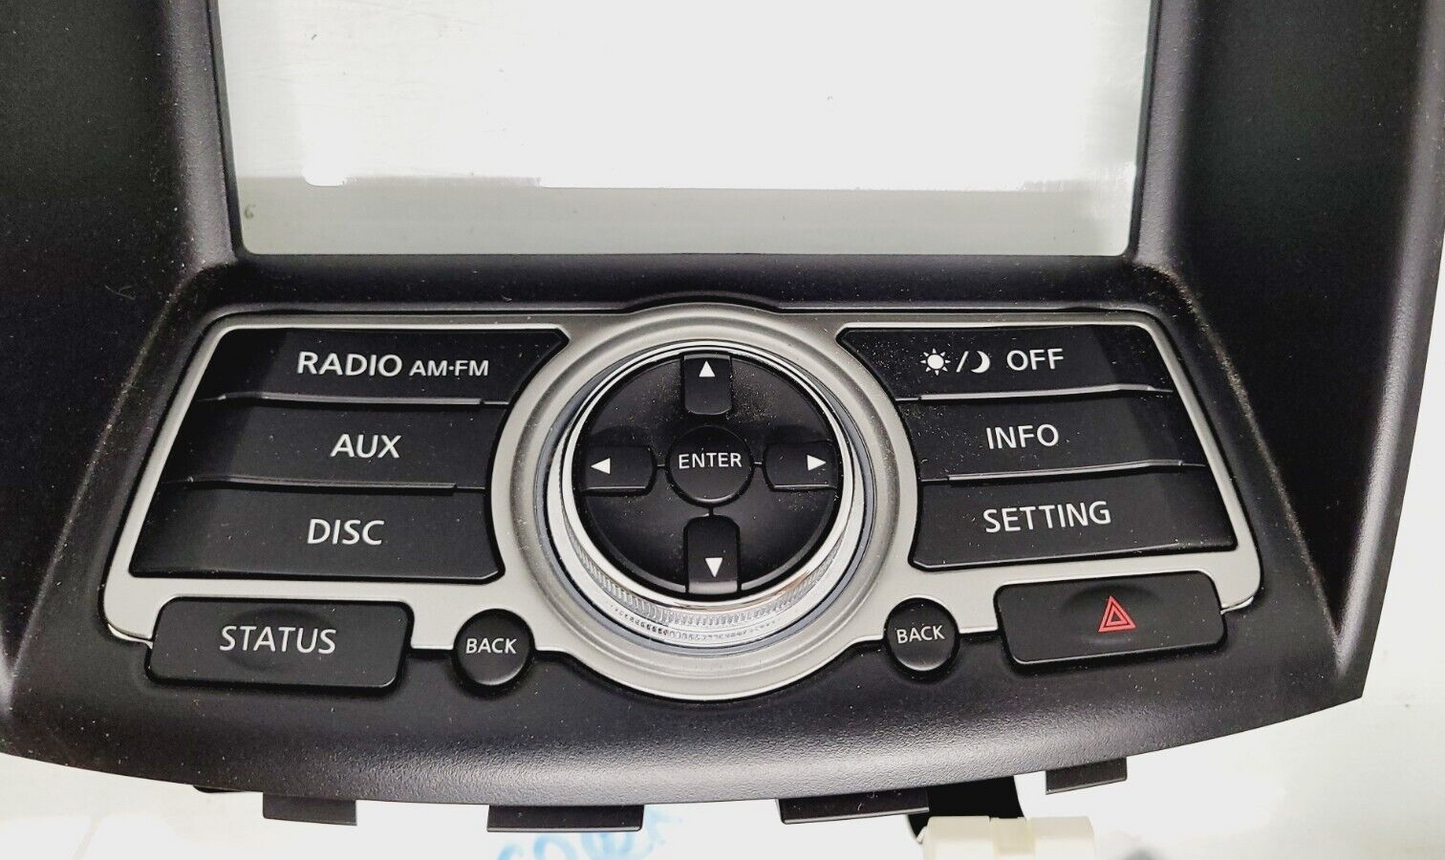 RADIO AM·FM
OFF
AUX
INFO
ENTER
DISC
SETTING
STATUS
BACK
BACK